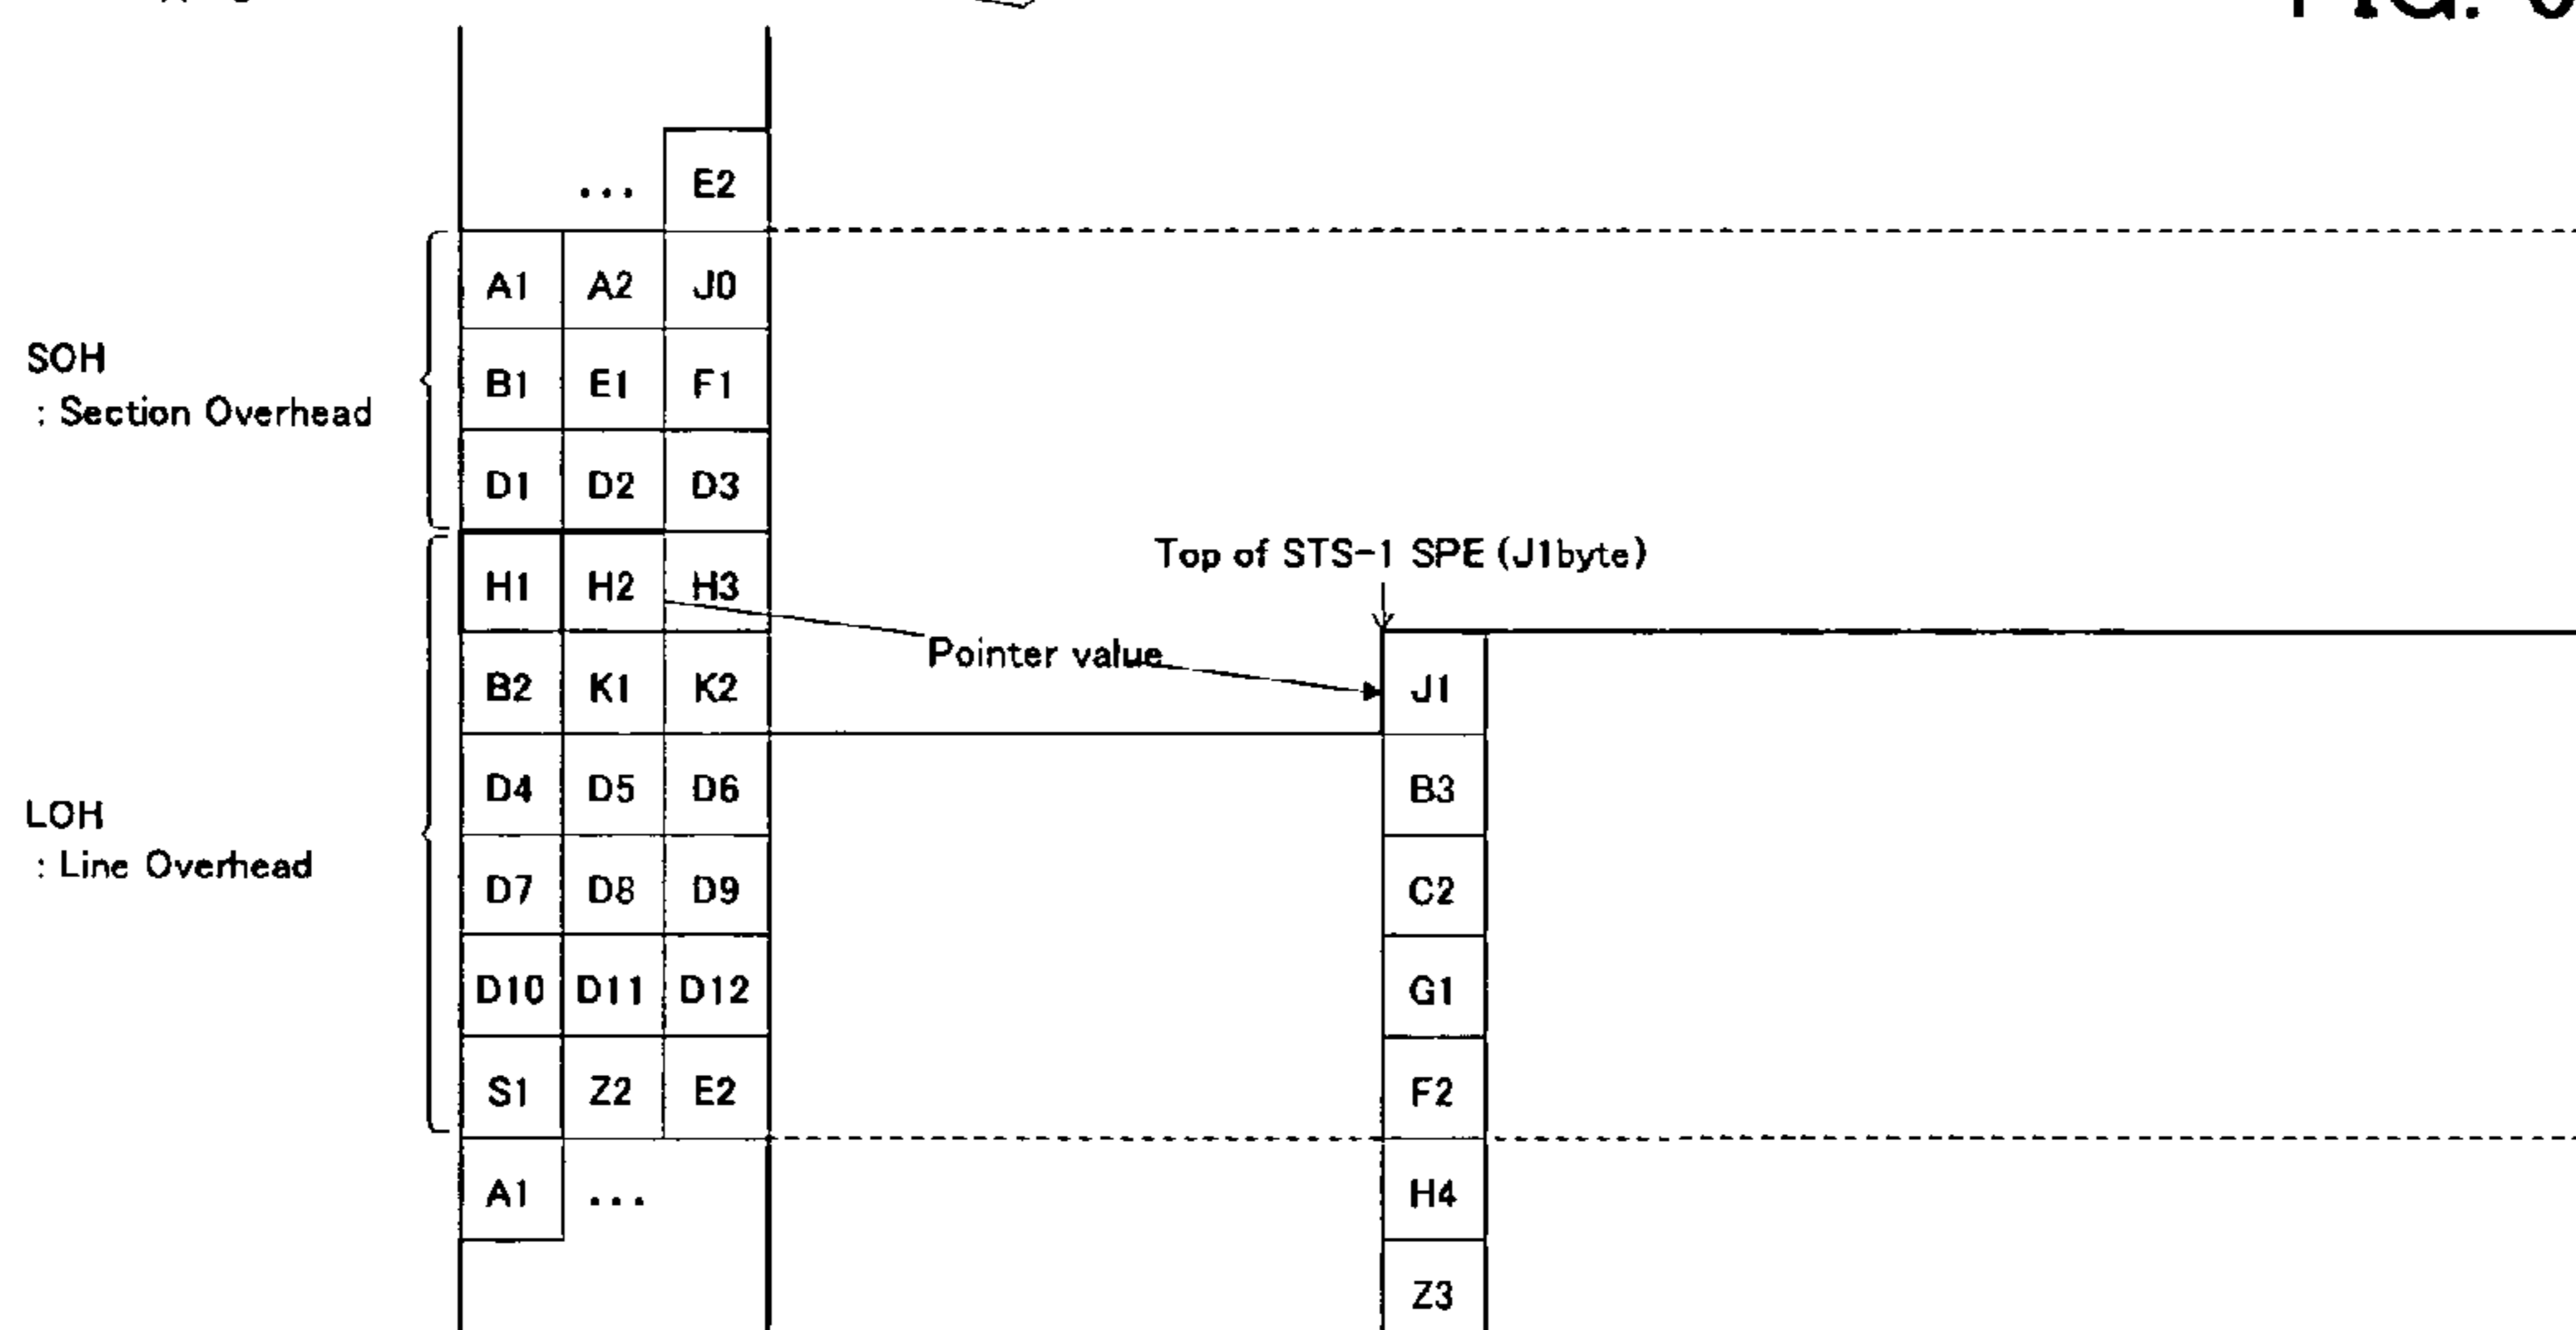 FIG.
... E2
A1 A2 J0
SOH
: Section Overhead
B1 E1 F1
D1 D2 D3
Top of STS-1 SPE (J1byte)
H1 H2 H3
Pointer value
B2 K1 K2 J1
D4 D5 D6 B3
LOH
: Line Overhead
D7 D8 D9 C2
D10 D11 D12 G1
S1 Z2 E2 F2
A1 ... H4
Z3